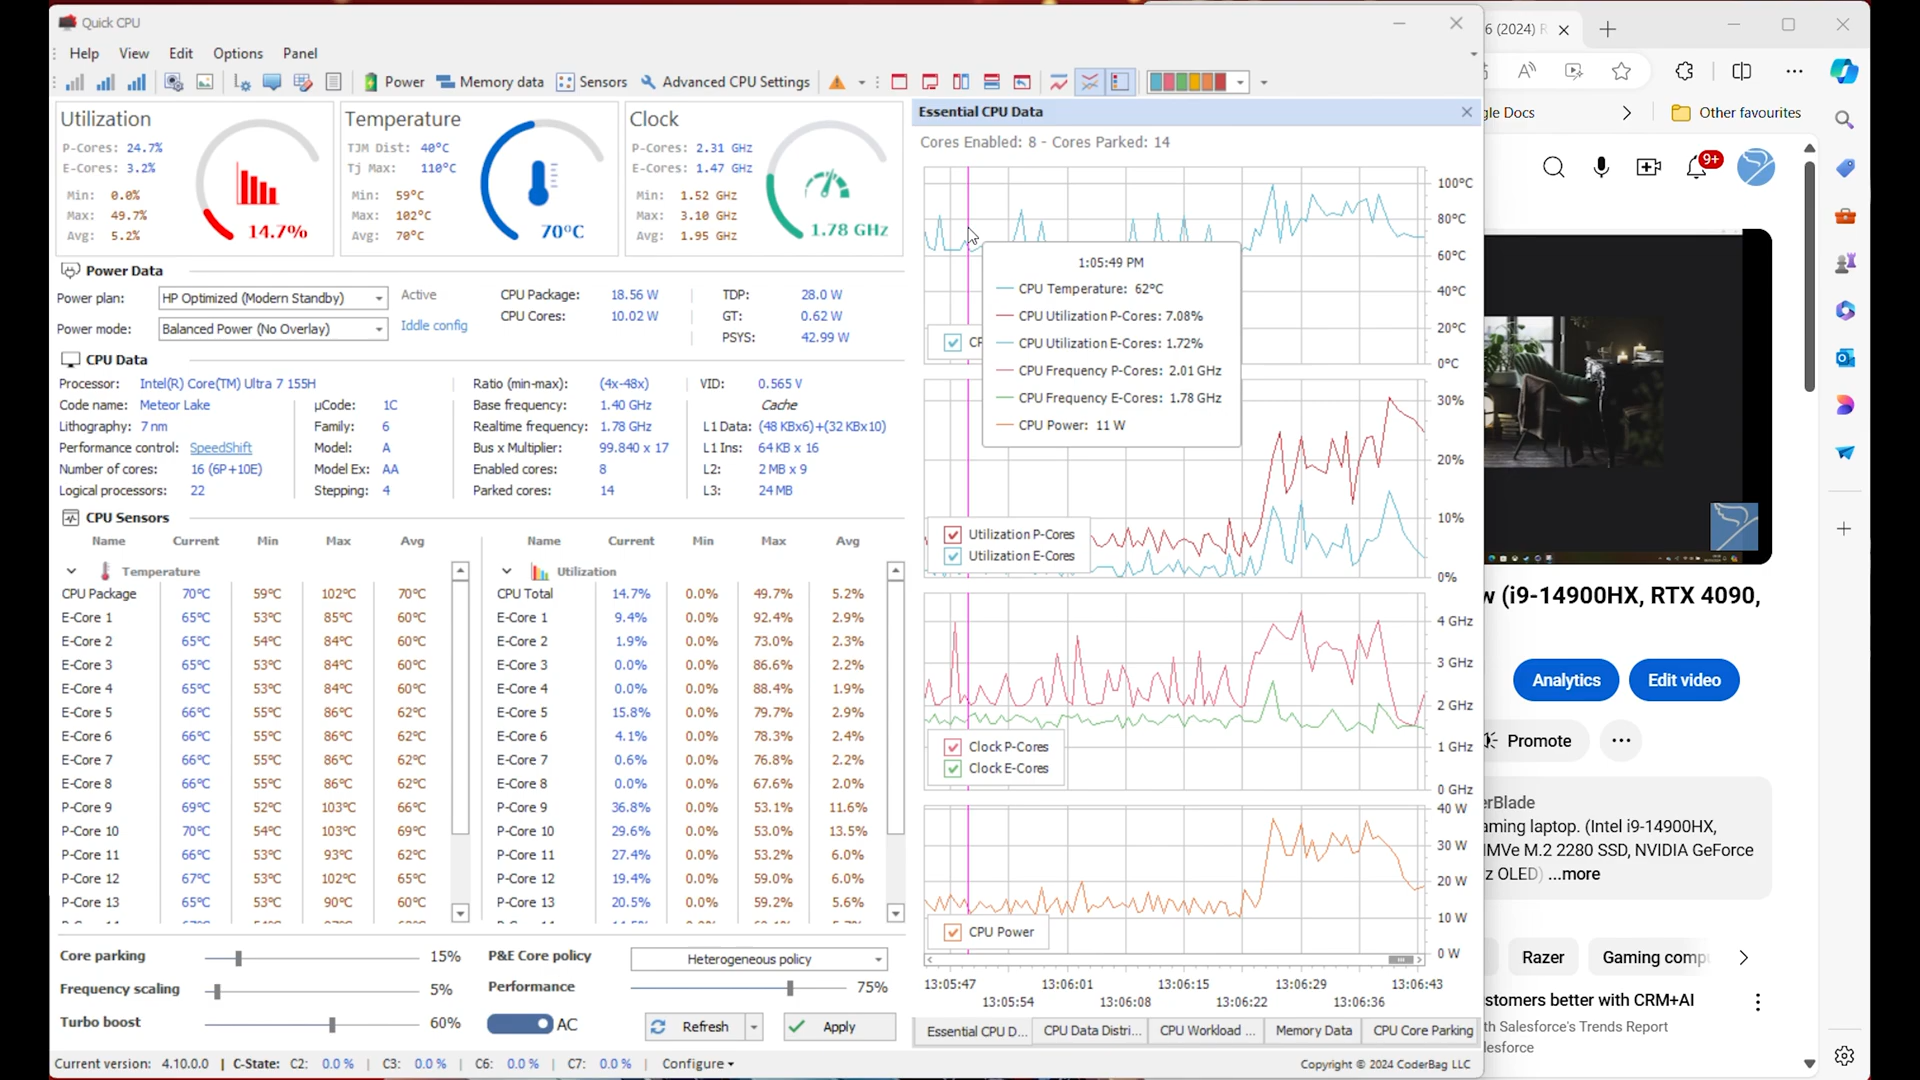 Quick CPU
Help View Edit Options Panel
Power Memory data Sensors Advanced CPU Settings
Utilization
P-Cores: 24.7%
E-Cores: 3.2%
Min: 0.0%
Max: 49.7%
Avg: 5.2%
14.7%
Temperature
TJM Dist: 40°C
Tj Max: 110°C
Min: 59°C
Max: 102°C
Avg: 70°C
70°C
Clock
P-Cores: 2.31 GHz
E-Cores: 1.47 GHz
Min: 1.52 GHz
Max: 3.10 GHz
Avg: 1.95 GHz
1.78 GHz
Power Data
Power plan: HP Optimized (Modern Standby) Active
Power mode: Balanced Power (No Overlay) Iddle config
CPU Package: 18.56 W
CPU Cores: 10.02 W
TDP: 28.0 W
GT: 0.62 W
PSYS: 42.99 W
CPU Data
Processor: Intel(R) Core(TM) Ultra 7 155H
Code name: Meteor Lake
Lithography: 7 nm
Performance control: SpeedShift
Number of cores: 16 (6P+10E)
Logical processors: 22
µCode: 1C
Family: 6
Model: A
Model Ex: AA
Stepping: 4
Ratio (min-max): (4x-48x)
Base frequency: 1.40 GHz
Realtime frequency: 1.78 GHz
Bus x Multiplier: 99.840 x 17
Enabled cores: 8
Parked cores: 14
VID: 0.565 V
Cache
L1 Data: (48 KBx6)+(32 KBx10)
L1 Ins: 64 KB x 16
L2: 2 MB x 9
L3: 24 MB
CPU Sensors
Name Current Min Max Avg
Temperature
CPU Package 70°C 59°C 102°C 70°C
E-Core 1 65°C 53°C 85°C 60°C
E-Core 2 65°C 54°C 84°C 60°C
E-Core 3 65°C 53°C 84°C 60°C
E-Core 4 65°C 53°C 84°C 60°C
E-Core 5 66°C 55°C 86°C 62°C
E-Core 6 66°C 55°C 86°C 62°C
E-Core 7 66°C 55°C 86°C 62°C
E-Core 8 66°C 55°C 86°C 62°C
P-Core 9 69°C 52°C 103°C 66°C
P-Core 10 70°C 54°C 103°C 69°C
P-Core 11 66°C 53°C 93°C 62°C
P-Core 12 67°C 53°C 102°C 65°C
P-Core 13 65°C 53°C 90°C 60°C
Name Current Min Max Avg
Utilization
CPU Total 14.7% 0.0% 49.7% 5.2%
E-Core 1 9.4% 0.0% 92.4% 2.9%
E-Core 2 1.9% 0.0% 73.0% 2.3%
E-Core 3 0.0% 0.0% 86.6% 2.2%
E-Core 4 0.0% 0.0% 88.4% 1.9%
E-Core 5 15.8% 0.0% 79.7% 2.9%
E-Core 6 4.1% 0.0% 78.3% 2.4%
E-Core 7 0.6% 0.0% 76.8% 2.2%
E-Core 8 0.0% 0.0% 67.6% 2.0%
P-Core 9 36.8% 0.0% 53.1% 11.6%
P-Core 10 29.6% 0.0% 53.0% 13.5%
P-Core 11 27.4% 0.0% 53.2% 6.0%
P-Core 12 19.4% 0.0% 59.0% 6.0%
P-Core 13 20.5% 0.0% 59.2% 5.6%
Core parking 15%
Frequency scaling 5%
Turbo boost 60%
P&E Core policy Heterogeneous policy
Performance 75%
AC Refresh Apply
Current version: 4.10.0.0 | C-State: C2: 0.0 % | C3: 0.0 % | C6: 0.0 % | C7: 0.0 % | Configure
Copyright © 2024 CoderBag LLC
Essential CPU Data
Cores Enabled: 8 - Cores Parked: 14
100°C
80°C
60°C
40°C
20°C
0°C
1:05:49 PM
CPU Temperature: 62°C
CPU Utilization P-Cores: 7.08%
CPU Utilization E-Cores: 1.72%
CPU Frequency P-Cores: 2.01 GHz
CPU Frequency E-Cores: 1.78 GHz
CPU Power: 11 W
30%
20%
10%
0%
Utilization P-Cores
Utilization E-Cores
4 GHz
3 GHz
2 GHz
1 GHz
0 GHz
Clock P-Cores
Clock E-Cores
40 W
30 W
20 W
10 W
0 W
CPU Power
13:05:47 13:06:01 13:06:15 13:06:29 13:06:43
13:05:54 13:06:08 13:06:22 13:06:36
Essential CPU D... CPU Data Distri... CPU Workload ... Memory Data CPU Core Parking
6 (2024) R
gle Docs
Other favourites
9+
w (i9-14900HX, RTX 4090,
Analytics Edit video
Promote
erBlade
aming laptop. (Intel i9-14900HX,
IMVe M.2 2280 SSD, NVIDIA GeForce
z OLED) ...more
Razer Gaming comp
stomers better with CRM+AI
th Salesforce's Trends Report
lesforce